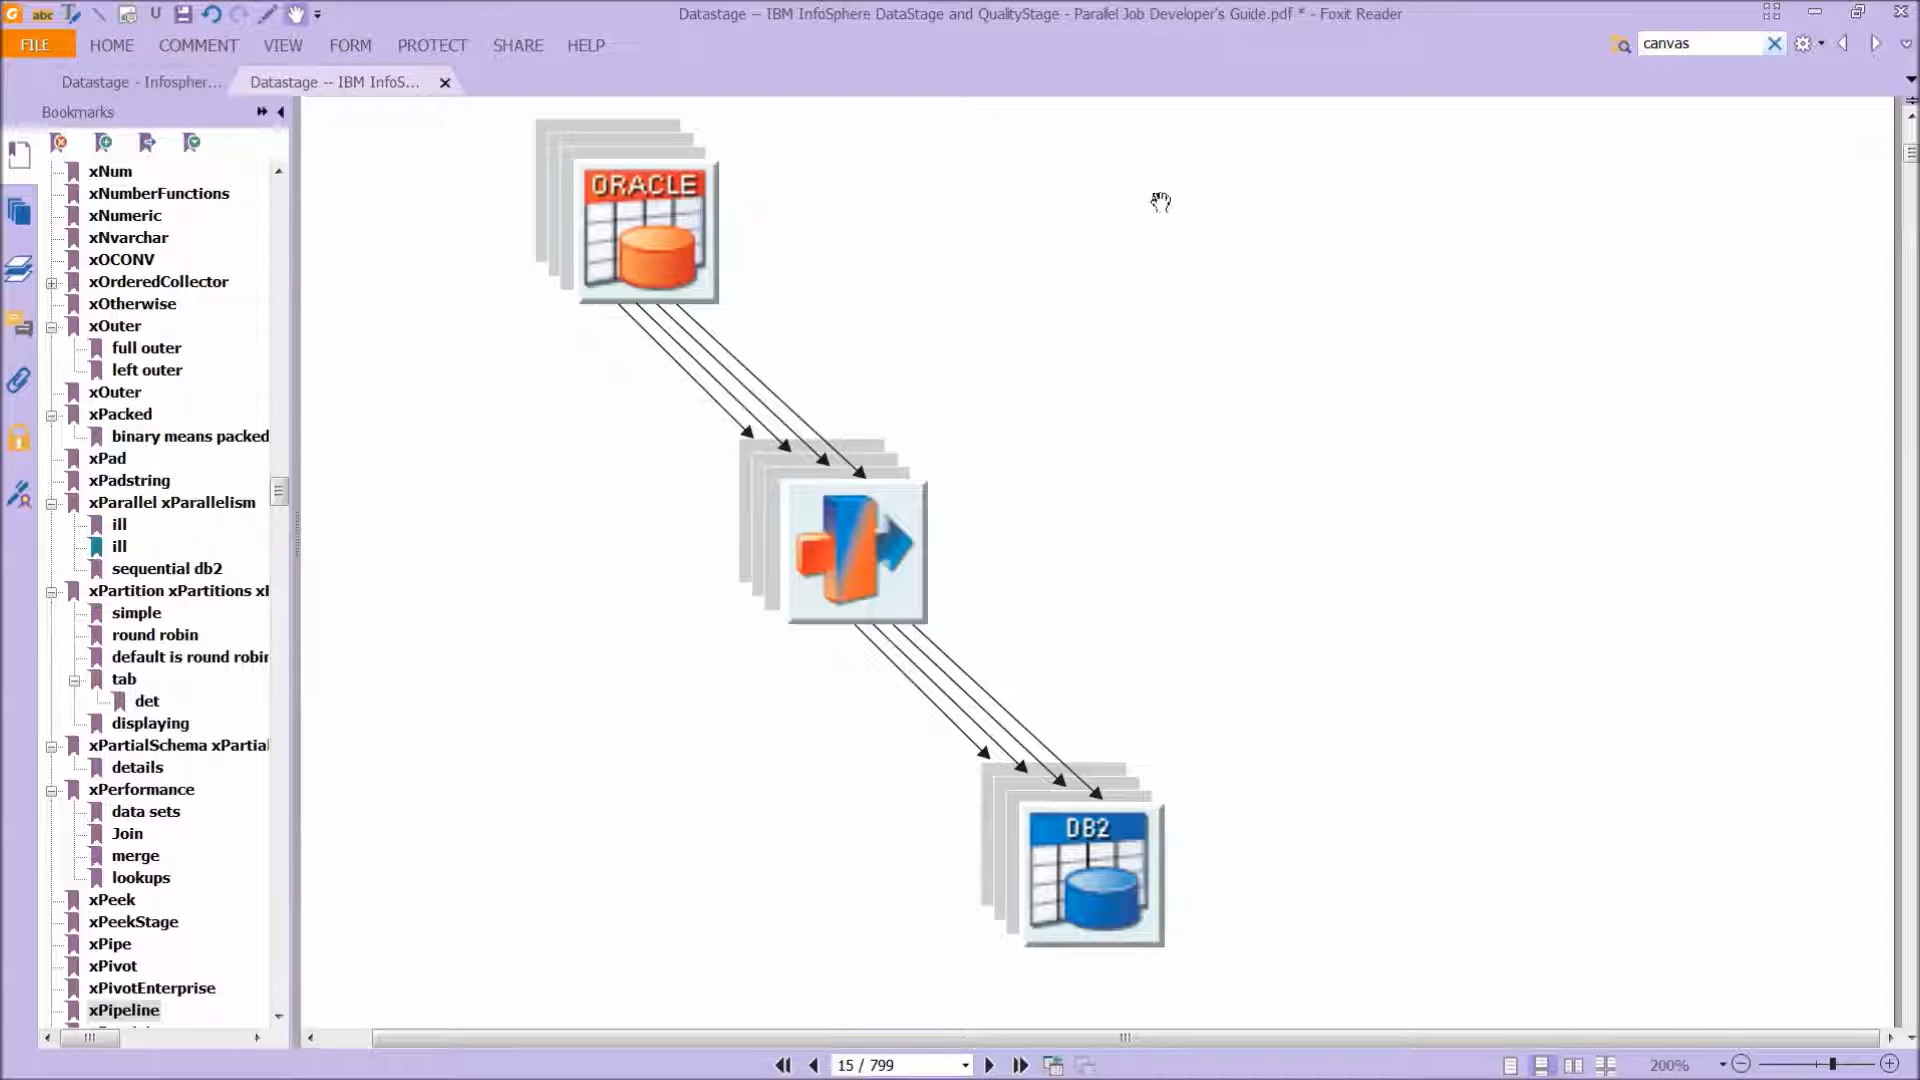 abc
Datastage -- IBM InfoSphere DataStage and QualityStage - Parallel Job Developer's Guide.pdf * - Foxit Reader
FILE HOME COMMENT VIEW FORM PROTECT SHARE HELP
canvas
Datastage - Infospher...
Datastage -- IBM InfoS...
Bookmarks
xNum
xNumberFunctions
xNumeric
xNvarchar
xOCONV
xOrderedCollector
xOtherwise
xOuter
full outer
left outer
xOuter
xPacked
binary means packed
xPad
xPadstring
xParallel xParallelism
ill
ill
sequential db2
xPartition xPartitions
simple
round robin
default is round
tab
det
displaying
xPartialSchema
details
xPerformance
data sets
Join
merge
lookups
xPeek
xPeekStage
xPipe
xPivot
xPivotEnterprise
xPipeline
ORACLE
DB2
15 / 799
200%